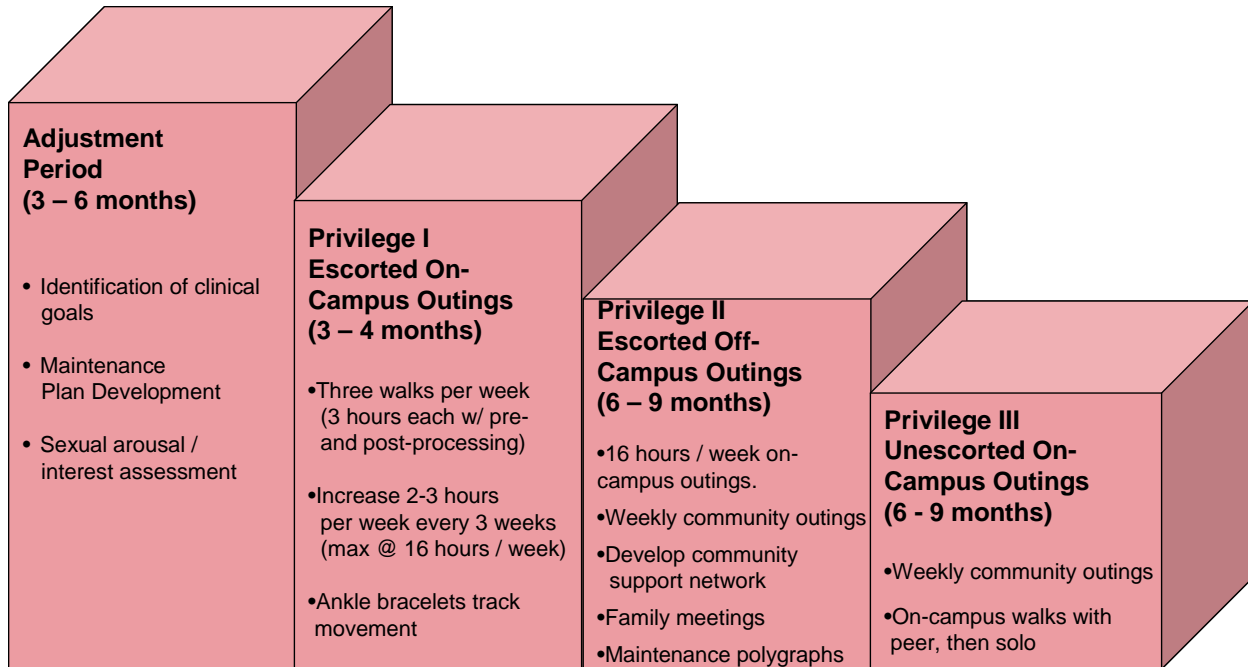 Adjustment
Period
(3 – 6 months)
• Identification of clinical
goals
• Maintenance
Plan Development
• Sexual arousal /
interest assessment
Privilege I
Escorted On-
Campus Outings
(3 – 4 months)
•Three walks per week
(3 hours each w/ pre-
and post-processing)
•Increase 2-3 hours
per week every 3 weeks
(max @ 16 hours / week)
•Ankle bracelets track
movement
Privilege II
Escorted Off-
Campus Outings
(6 – 9 months)
•16 hours / week on-
campus outings.
•Weekly community outings
•Develop community
support network
•Family meetings
•Maintenance polygraphs
Privilege III
Unescorted On-
Campus Outings
(6 - 9 months)
•Weekly community outings
•On-campus walks with
peer, then solo